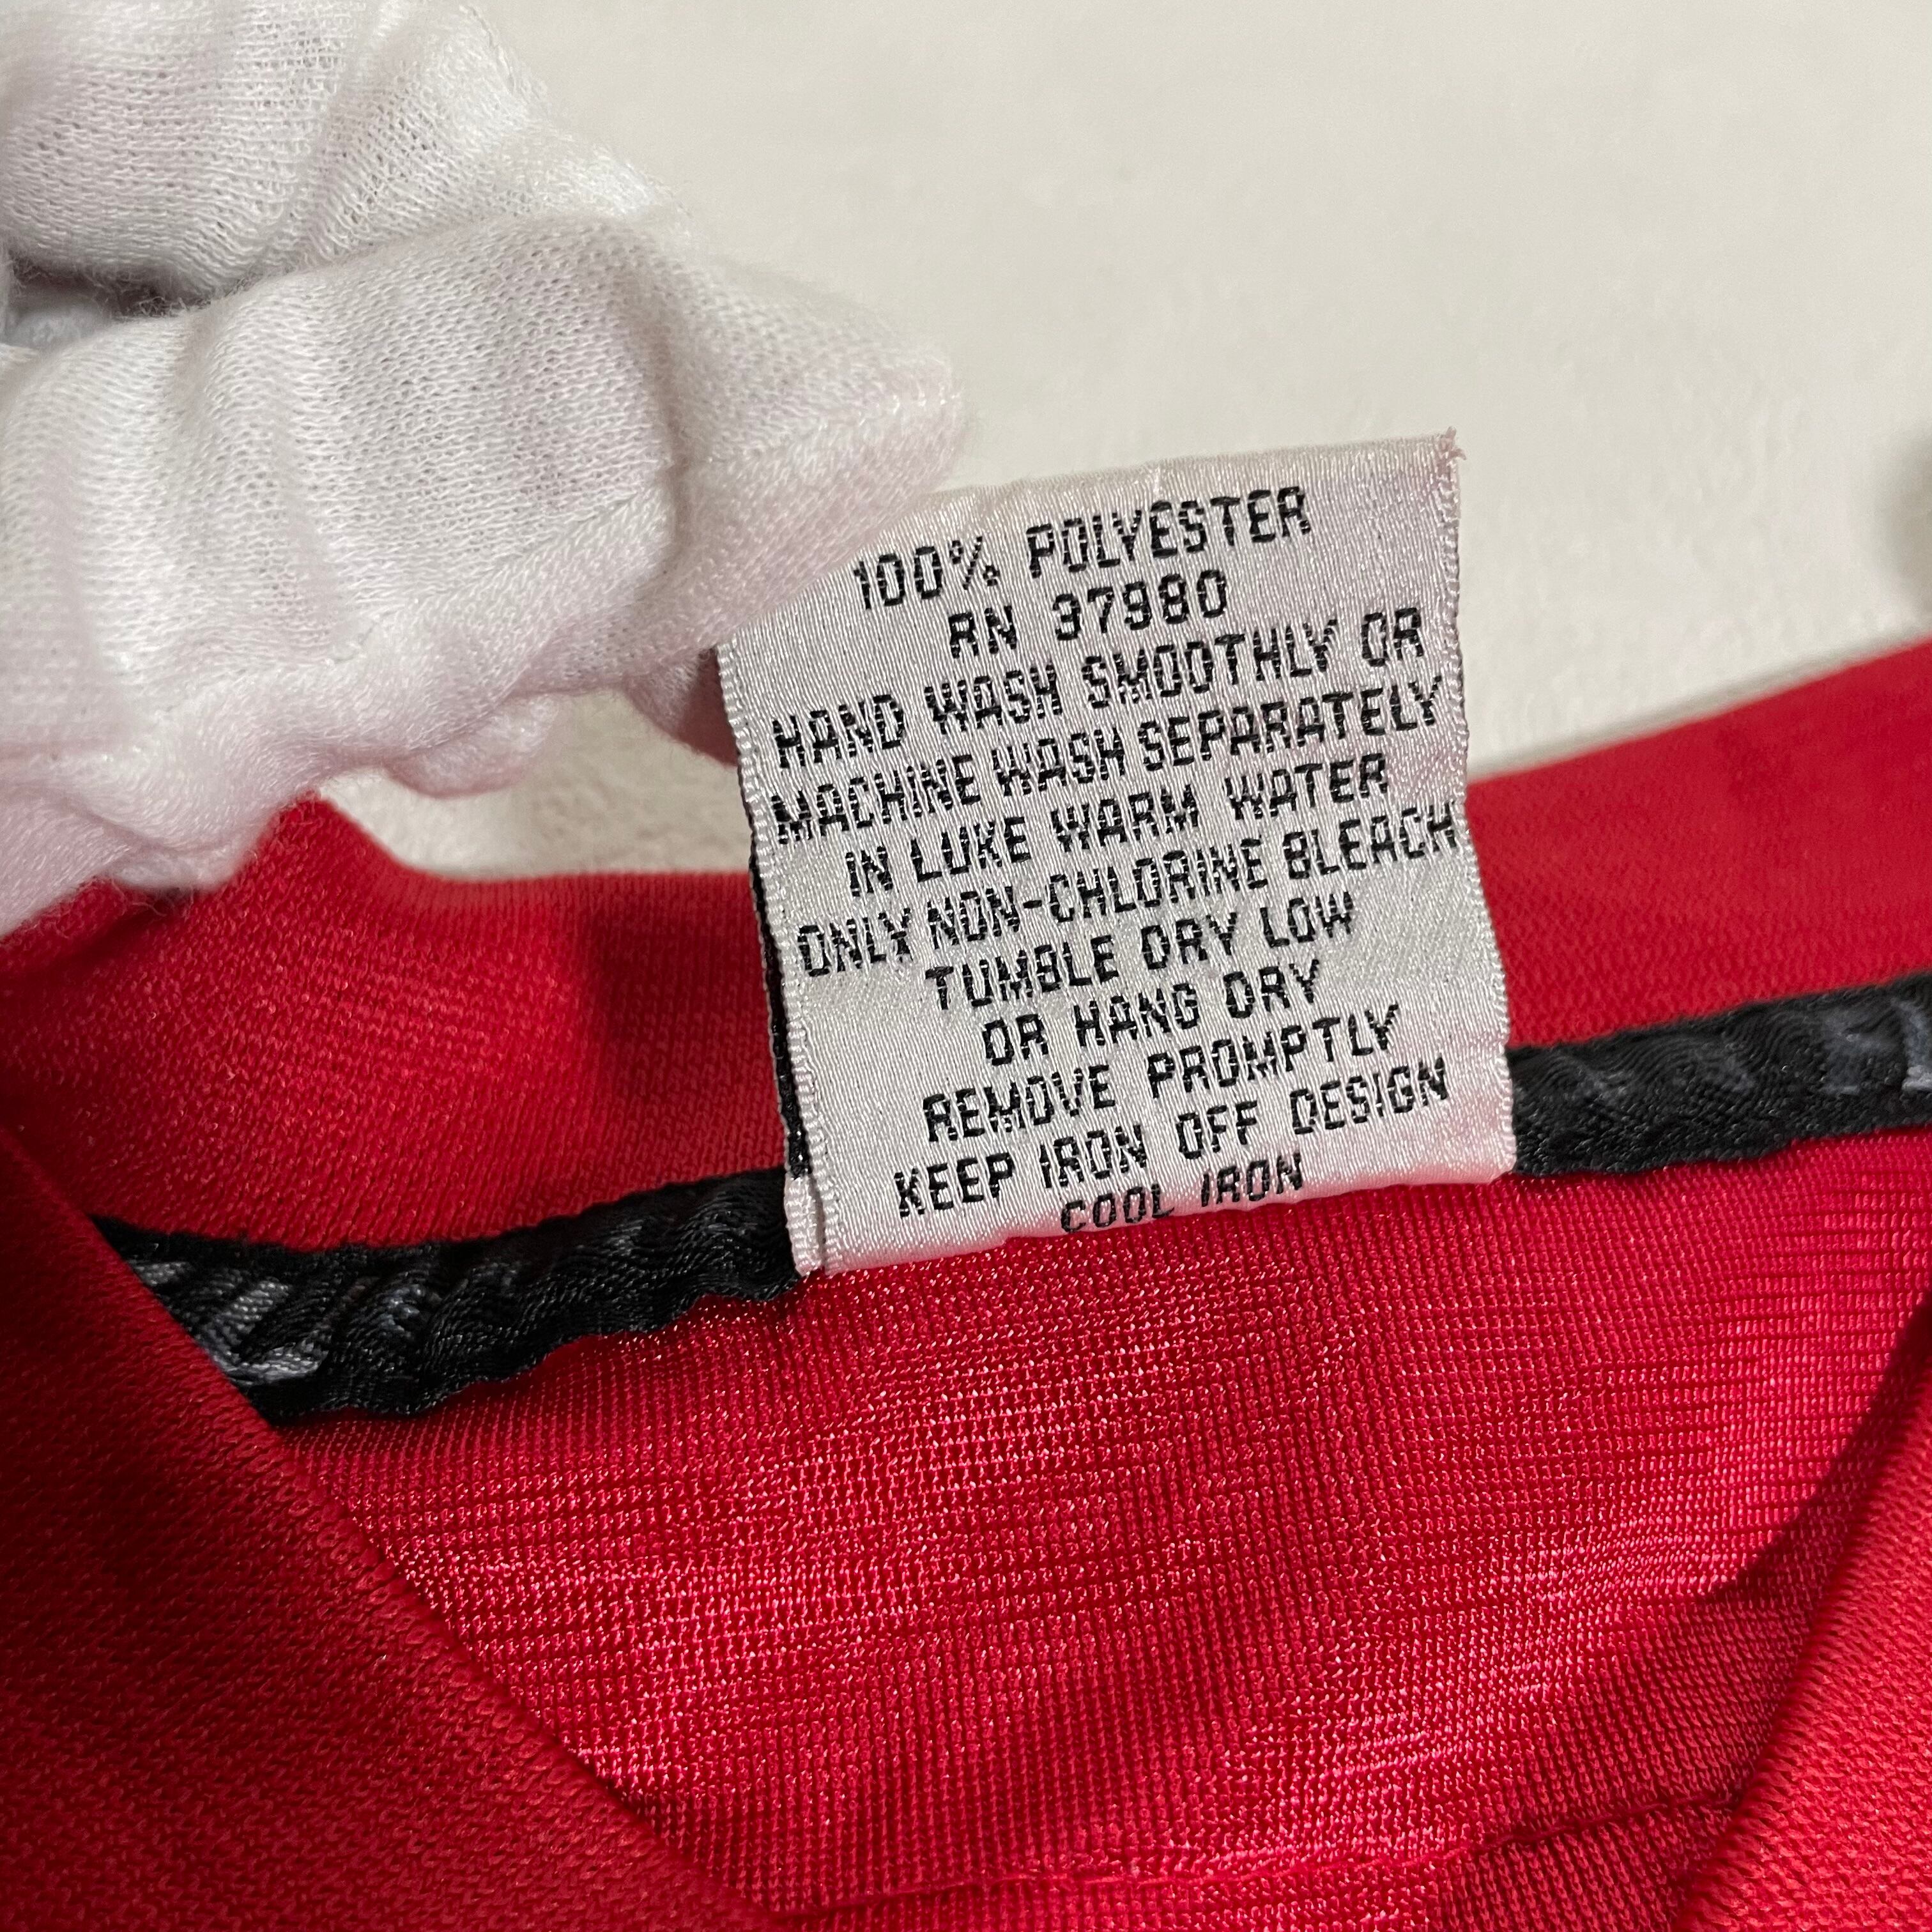 100% POLYESTER
RN 37980
HAND WASH SMOOTHLY OR
MACHINE WASH SEPARATELY
IN LUKE WARM WATER
ONLY NON-CHLORINE BLEACH
TUMBLE DRY LOW
OR HANG DRY
REMOVE PROMPTLY
KEEP IRON OFF DESIGN
COOL IRON